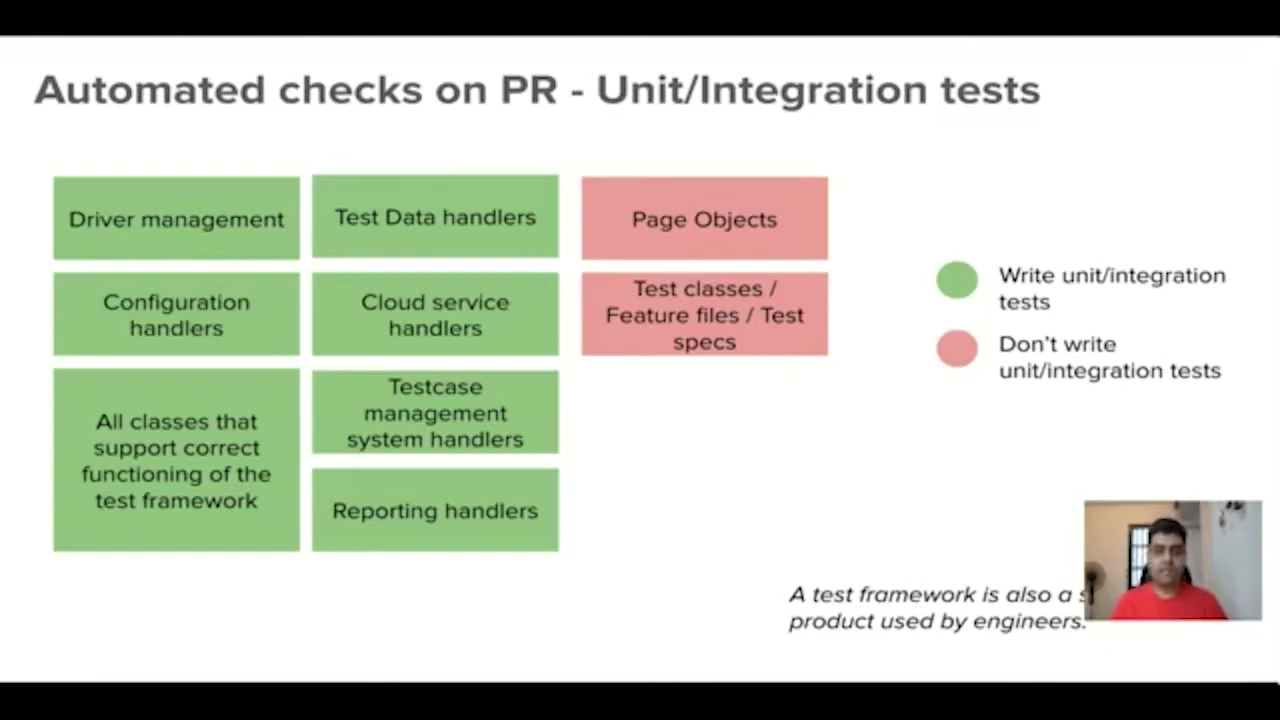 Automated checks on PR - Unit/Integration tests
Driver management
Test Data handlers
Page Objects
Configuration
handlers
Cloud service
handlers
Test classes /
Feature files / Test
specs
All classes that
support correct
functioning of the
test framework
Testcase
management
system handlers
Reporting handlers
Write unit/integration
tests
Don't write
unit/integration tests
A test framework is also a
product used by engineers.